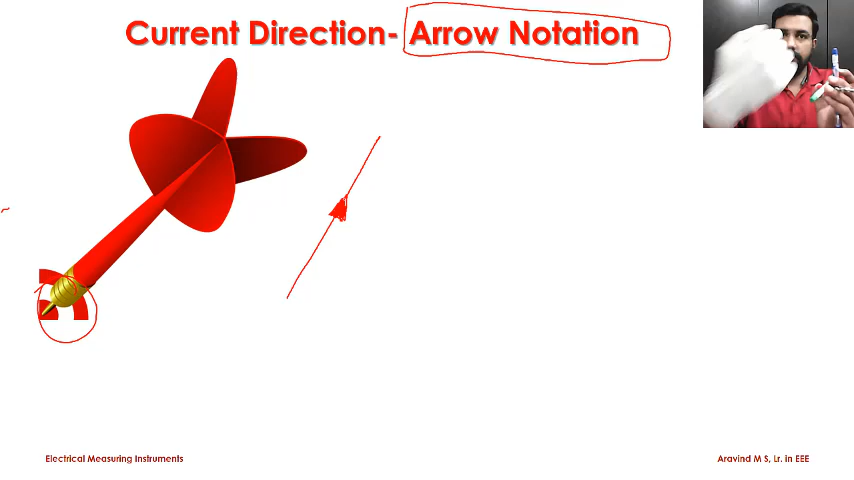 Current Direction- Arrow Notation
Electrical Measuring Instruments
Aravind M S, Lr. in EEE